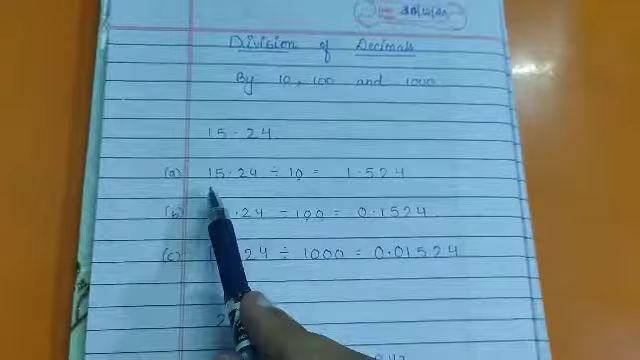 Division of Decimals
By 10, 100 and 1000
15.24
(a) 15.24 ÷ 10 = 1.524
(b) .24 ÷ 100 = 0.1524
(c) 24 ÷ 1000 = 0.01524